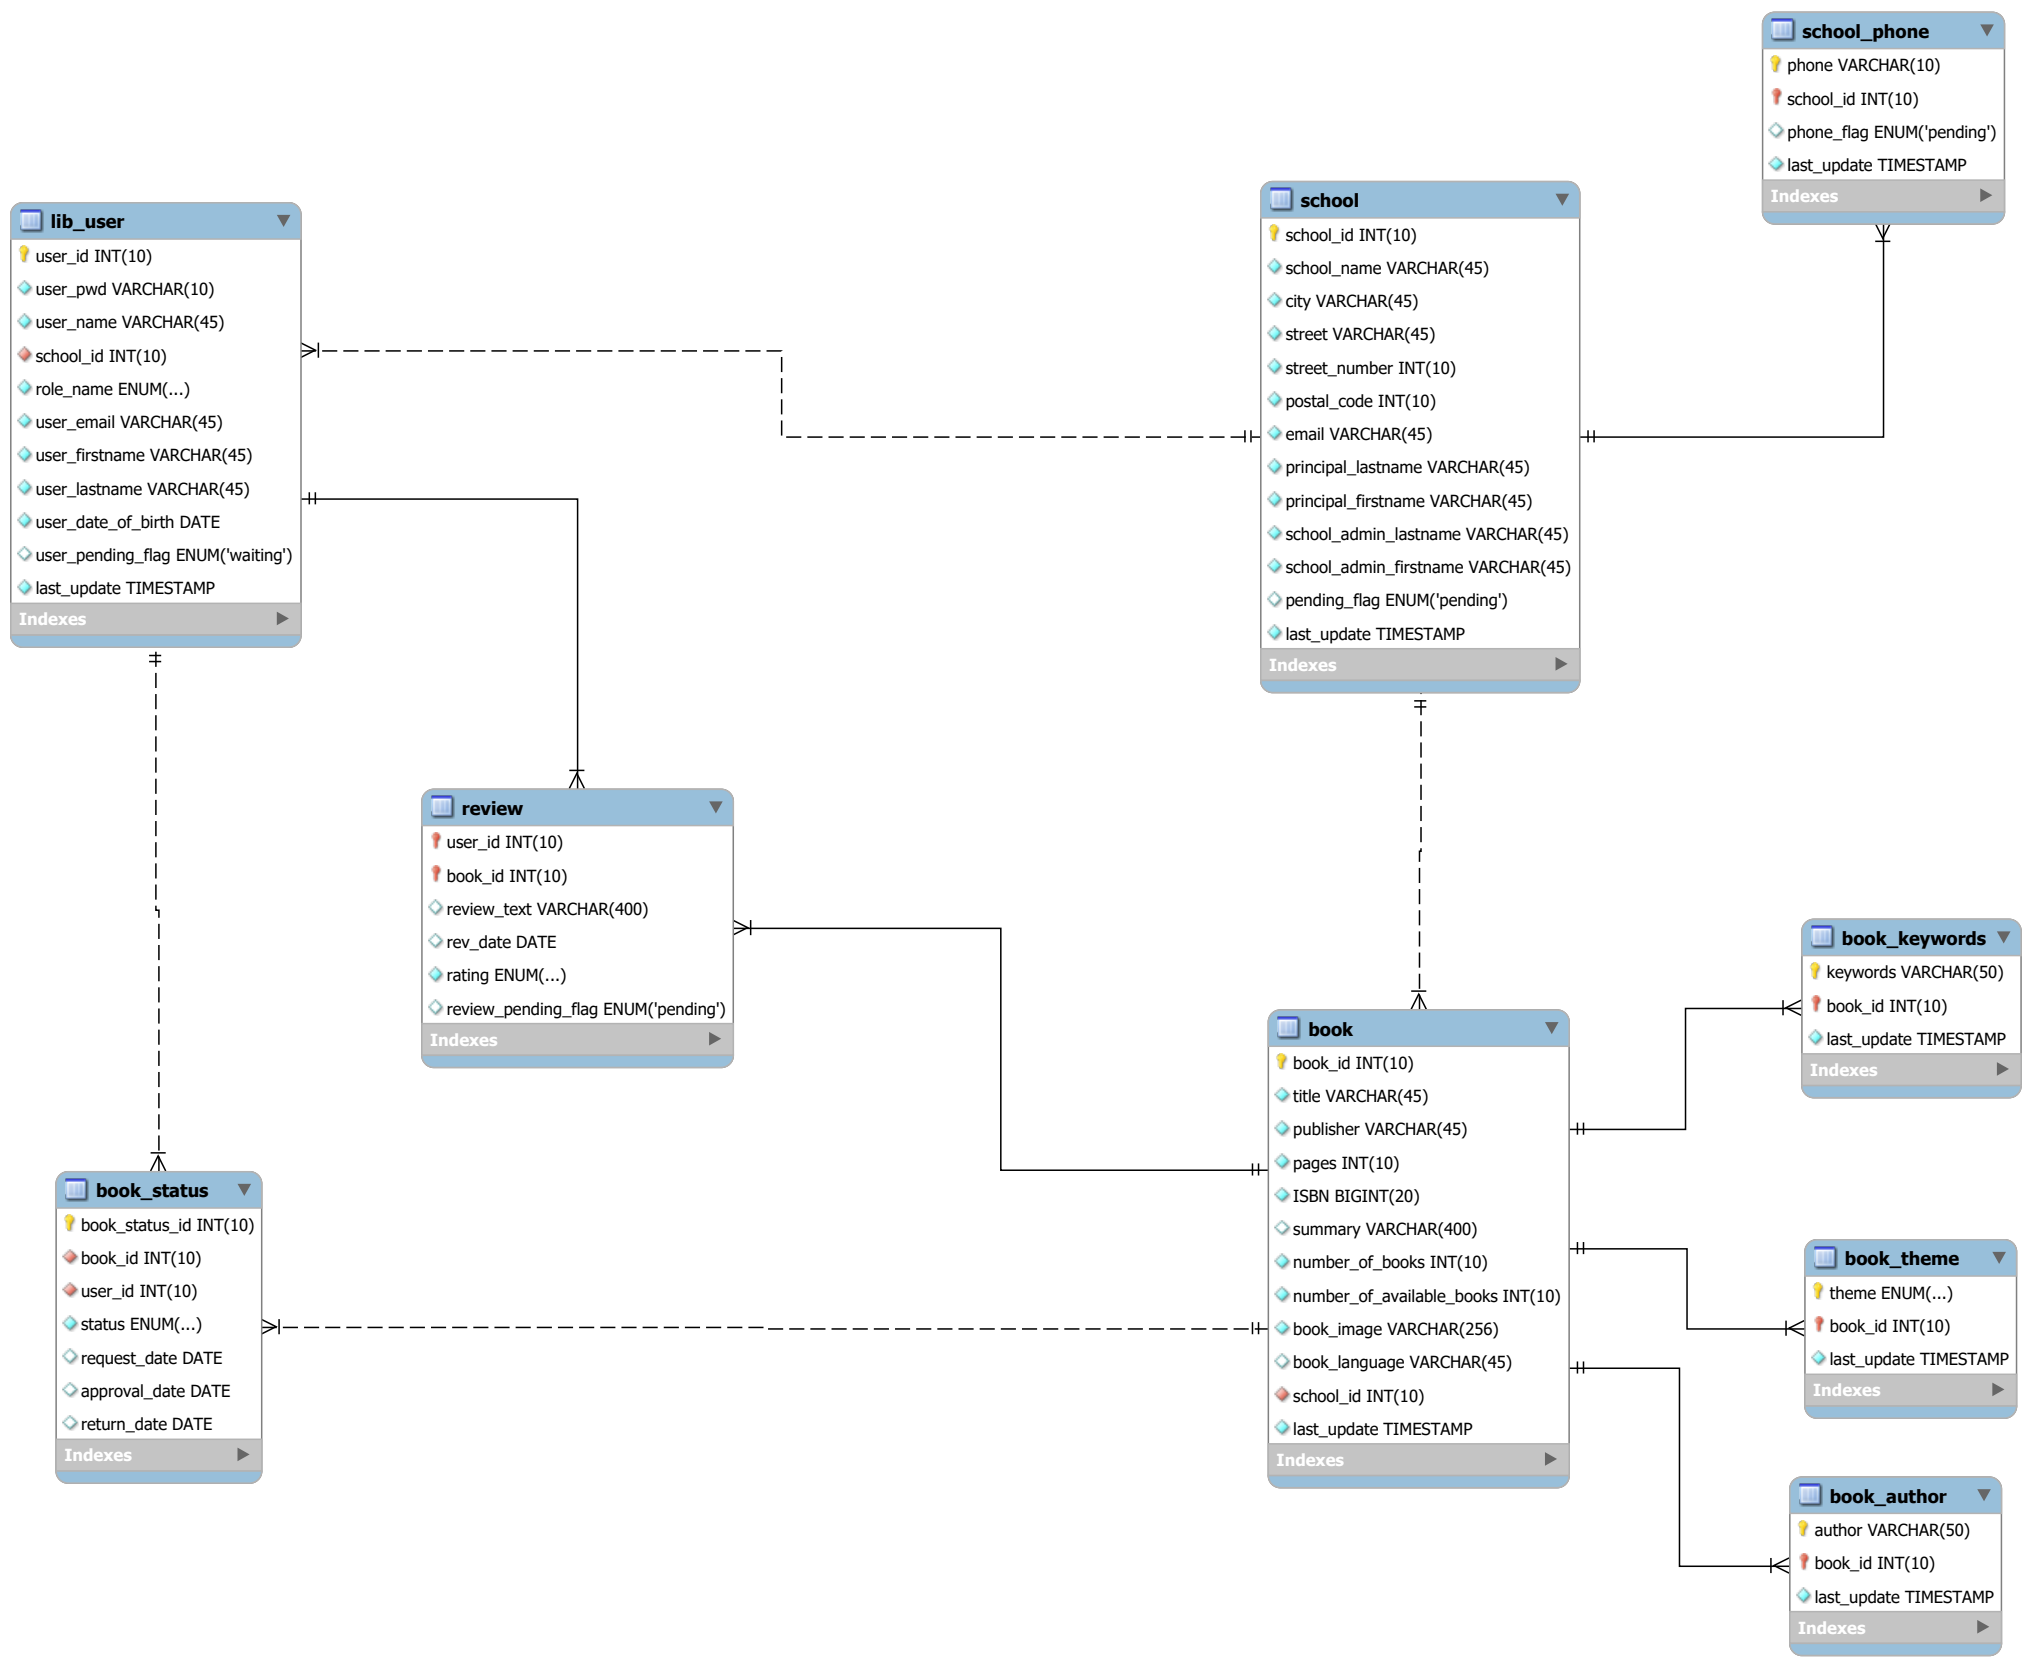 school_phone
phone VARCHAR(10)
school_id INT(10)
phone_flag ENUM('pending')
last_update TIMESTAMP
Indexes
lib_user
user_id INT(10)
user_pwd VARCHAR(10)
user_name VARCHAR(45)
school_id INT(10)
role_name ENUM(...)
user_email VARCHAR(45)
user_firstname VARCHAR(45)
user_lastname VARCHAR(45)
user_date_of_birth DATE
user_pending_flag ENUM('waiting')
last_update TIMESTAMP
Indexes
school
school_id INT(10)
school_name VARCHAR(45)
city VARCHAR(45)
street VARCHAR(45)
street_number INT(10)
postal_code INT(10)
email VARCHAR(45)
principal_lastname VARCHAR(45)
principal_firstname VARCHAR(45)
school_admin_lastname VARCHAR(45)
school_admin_firstname VARCHAR(45)
pending_flag ENUM('pending')
last_update TIMESTAMP
Indexes
review
user_id INT(10)
book_id INT(10)
review_text VARCHAR(400)
rev_date DATE
rating ENUM(...)
review_pending_flag ENUM('pending')
Indexes
book_keywords
keywords VARCHAR(50)
book_id INT(10)
last_update TIMESTAMP
Indexes
book
book_id INT(10)
title VARCHAR(45)
publisher VARCHAR(45)
pages INT(10)
ISBN BIGINT(20)
summary VARCHAR(400)
number_of_books INT(10)
number_of_available_books INT(10)
book_image VARCHAR(256)
book_language VARCHAR(45)
school_id INT(10)
last_update TIMESTAMP
Indexes
book_status
book_status_id INT(10)
book_id INT(10)
user_id INT(10)
status ENUM(...)
request_date DATE
approval_date DATE
return_date DATE
Indexes
book_theme
theme ENUM(...)
book_id INT(10)
last_update TIMESTAMP
Indexes
book_author
author VARCHAR(50)
book_id INT(10)
last_update TIMESTAMP
Indexes